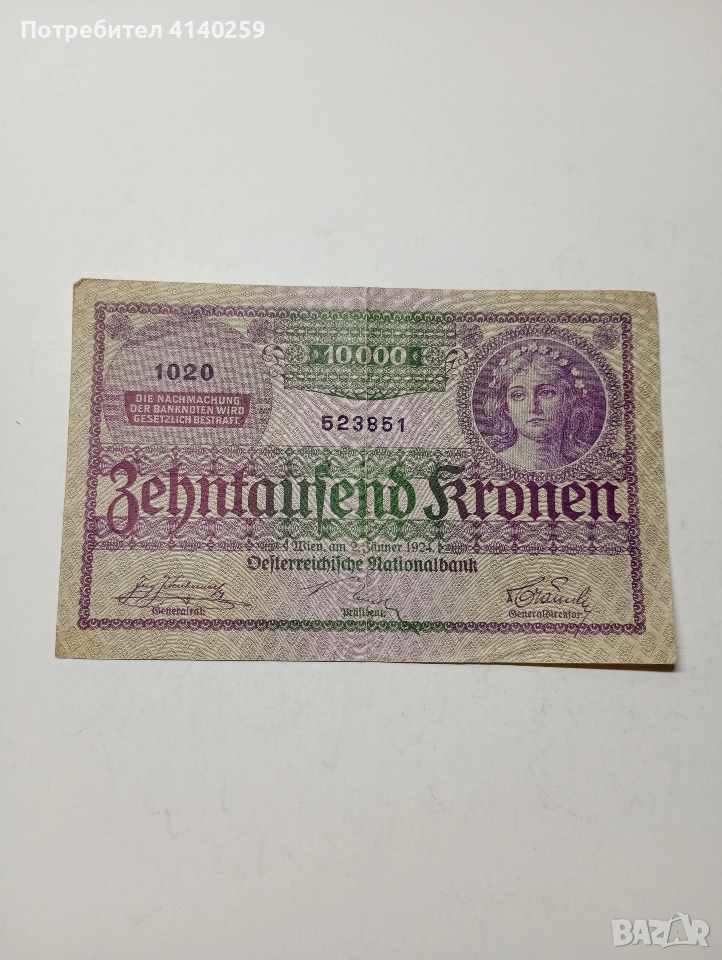 Потребител 4140259
10.000
1020
DIE NACHMACHUNG
DER BANKNOTEN WIRD
GESETZLICH BESTRAFT.
523851
Zehntausend Kronen
Wien, am 2. Jänner 1924.
Oesterreichische Nationalbank
Generalrat:
Präsident:
Generaldirektor:
BAZAR